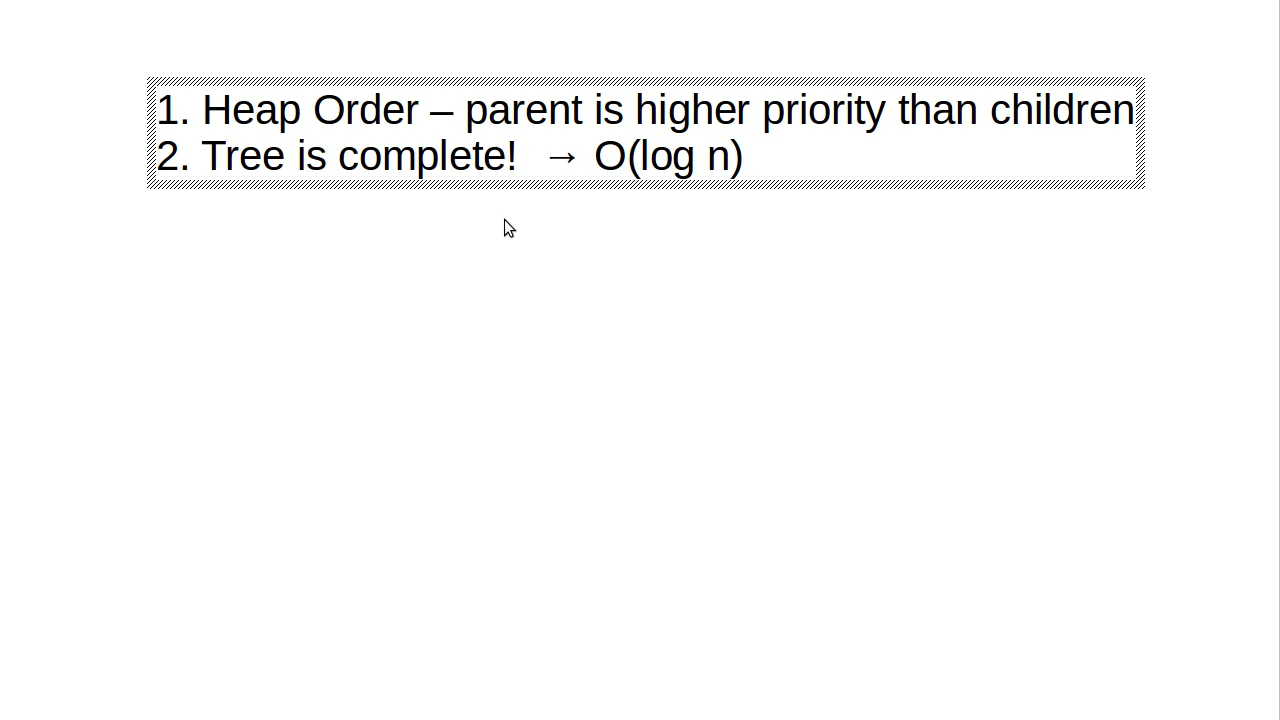 1. Heap Order – parent is higher priority than children
2. Tree is complete! → O(log n)